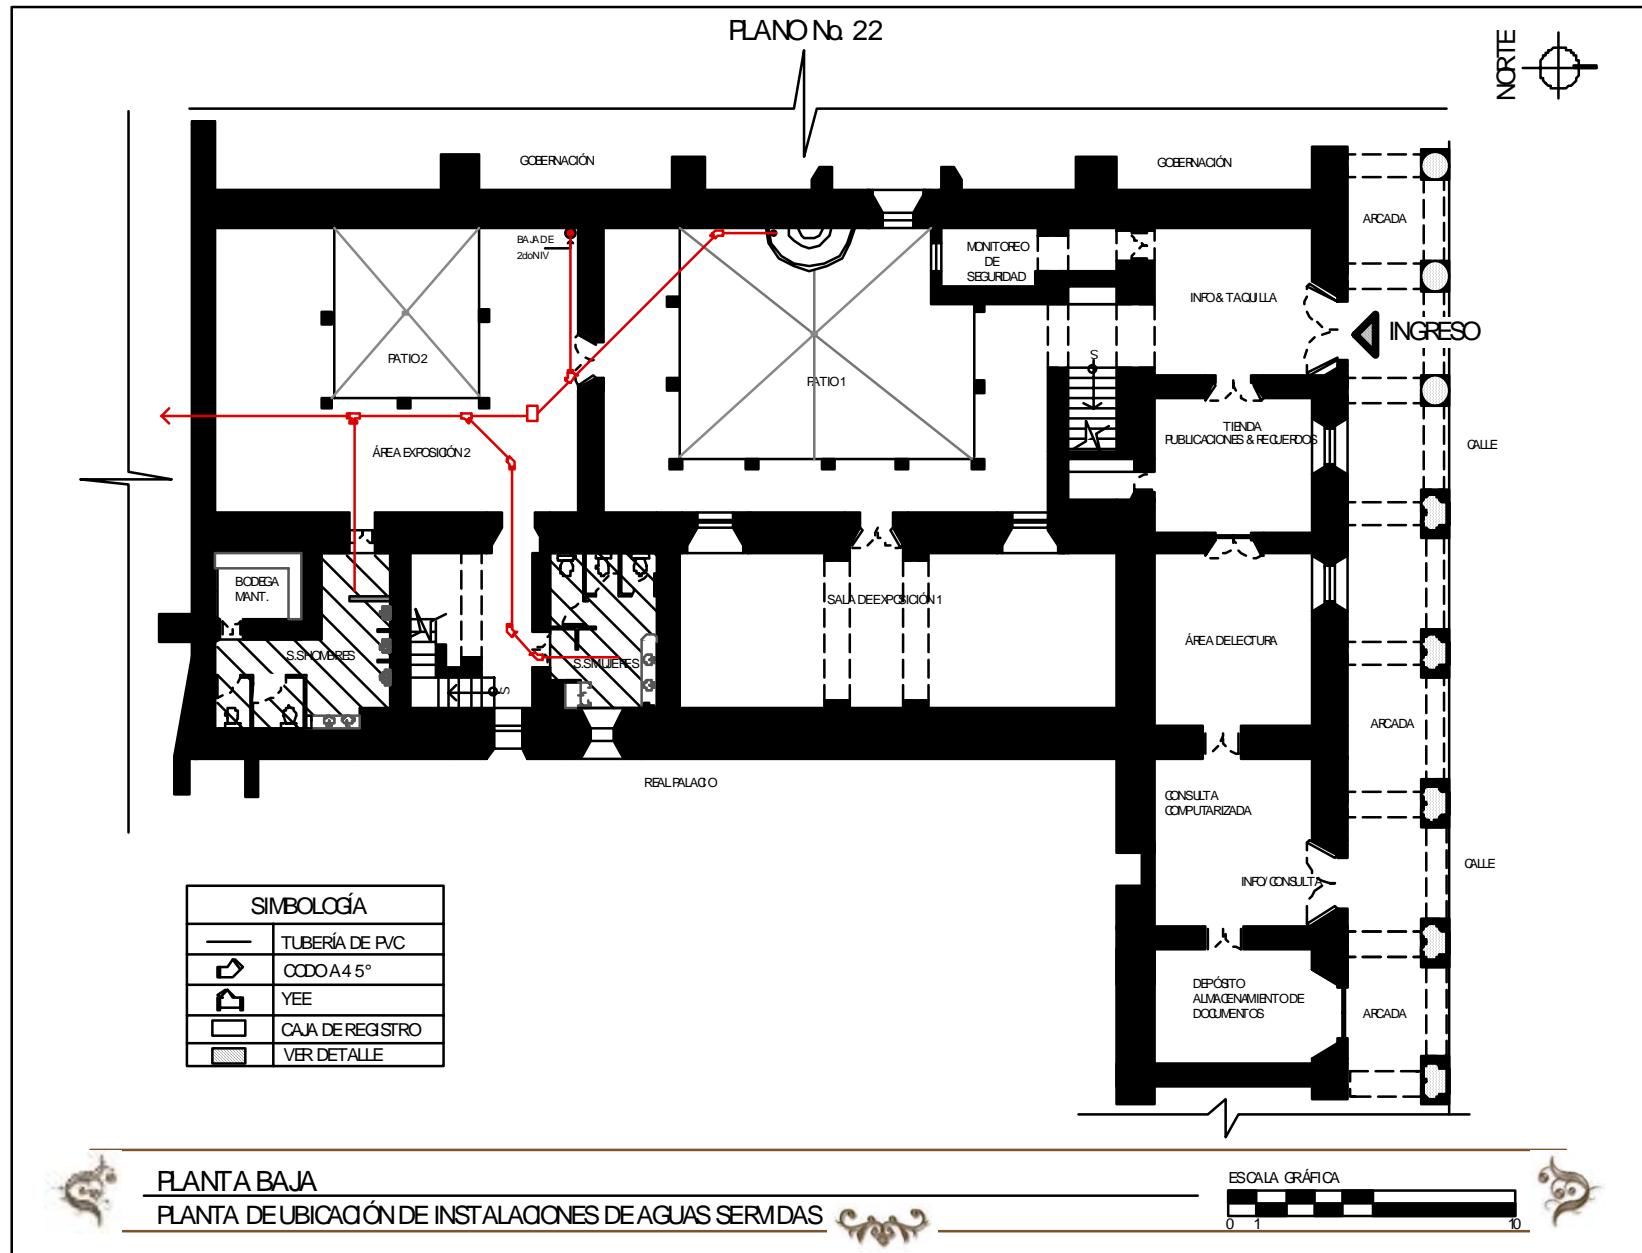 PLANO No. 22
NORTE
GOBERNACIÓN
GOBERNACIÓN
ARCADA
BAJA DE
2do NIV
MONITOREO
DE
SEGURIDAD
INFO & TAQUILLA
INGRESO
PATIO 2
PATIO 1
S
TIENDA
PUBLICACIONES & RECUERDOS
CALLE
ÁREA EXPOSICIÓN 2
BODEGA
MANT.
SALA DE EXPOSICIÓN 1
ÁREA DE LECTURA
S.S HOMBRES
S.S MUJERES
S
ARCADA
REAL PALACIO
CONSULTA
COMPUTARIZADA
CALLE
INFO/ CONSULTA
SIMBOLOGÍA
TUBERÍA DE PVC
CODO A 45°
YEE
CAJA DE REGISTRO
VER DETALLE
DEPÓSITO
ALMACENAMIENTO DE
DOCUMENTOS
ARCADA
PLANTA BAJA
PLANTA DE UBICACIÓN DE INSTALACIONES DE AGUAS SERVIDAS
ESCALA GRÁFICA
0 1 10